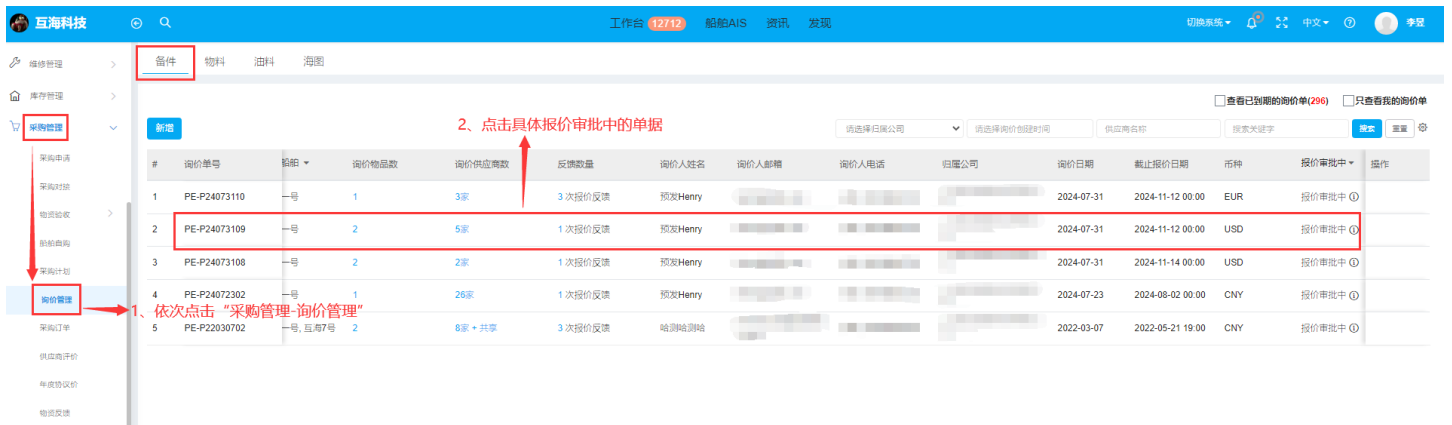 互海科技
工作台 12712 船舶AIS 资讯 发现
切换系统 中文 李昱
维修管理
库存管理
采购管理
采购申请
采购对接
物资验收
船舶自购
采购计划
询价管理
采购订单
供应商评价
年度协议价
物资反馈
备件 物料 油料 海图
查看已到期的询价单(296) 只查看我的询价单
新增
2、点击具体报价审批中的单据
请选择归属公司 请选择询价创建时间 供应商名称 搜索关键字 搜索 重置
# 询价单号 船舶 询价物品数 询价供应商数 反馈数量 询价人姓名 询价人邮箱 询价人电话 归属公司 询价日期 截止报价日期 币种 报价审批中 操作
1 PE-P24073110 一号 1 3家 3 次报价反馈 预发Henry 2024-07-31 2024-11-12 00:00 EUR 报价审批中
2 PE-P24073109 一号 2 5家 1 次报价反馈 预发Henry 2024-07-31 2024-11-12 00:00 USD 报价审批中
3 PE-P24073108 一号 2 2家 1 次报价反馈 预发Henry 2024-07-31 2024-11-14 00:00 USD 报价审批中
4 PE-P24072302 一号 1 26家 1 次报价反馈 预发Henry 2024-07-23 2024-08-02 00:00 CNY 报价审批中
1、依次点击“采购管理-询价管理”
5 PE-P22030702 一号, 互海7号 2 8家 + 共享 3 次报价反馈 哈测哈测哈 2022-03-07 2022-05-21 19:00 CNY 报价审批中